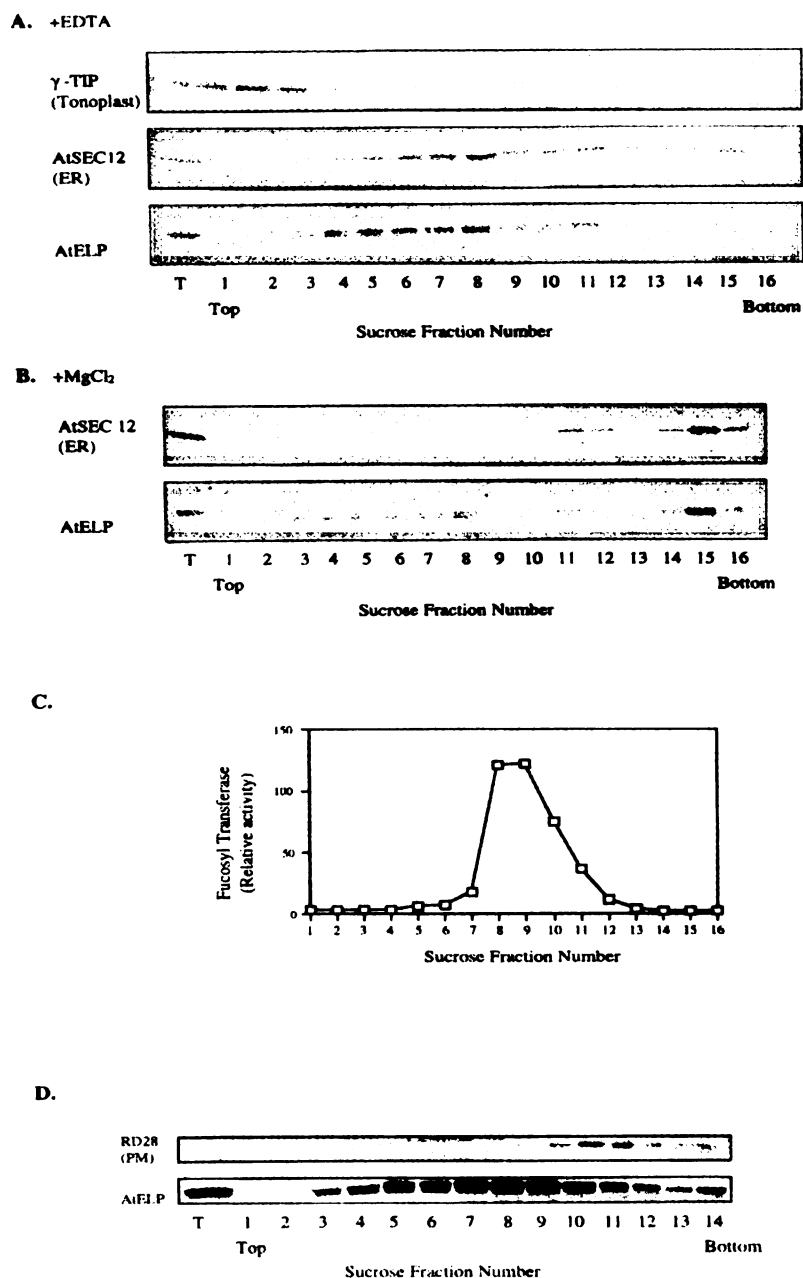 A. +EDTA
γ-TIP
(Tonoplast)
AtSEC12
(ER)
AtELP
T 1 2 3 4 5 6 7 8 9 10 11 12 13 14 15 16
Top Bottom
Sucrose Fraction Number
B. +MgCl₂
AtSEC 12
(ER)
AtELP
T 1 2 3 4 5 6 7 8 9 10 11 12 13 14 15 16
Top Bottom
Sucrose Fraction Number
C.
Fucosyl Transferase
(Relative activity)
150
100
50
0
1 2 3 4 5 6 7 8 9 10 11 12 13 14 15 16
Sucrose Fraction Number
D.
RD28
(PM)
AtELP
T 1 2 3 4 5 6 7 8 9 10 11 12 13 14
Top Bottom
Sucrose Fraction Number